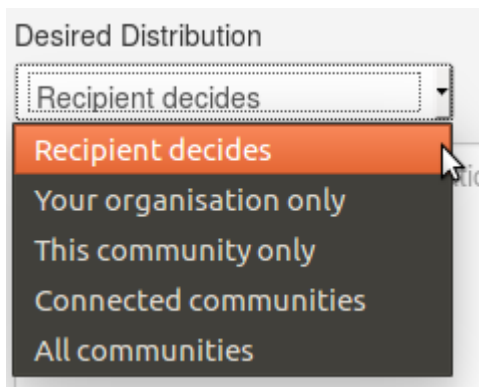 Desired Distribution
Recipient decides
Recipient decides
Your organisation only
This community only
Connected communities
All communities